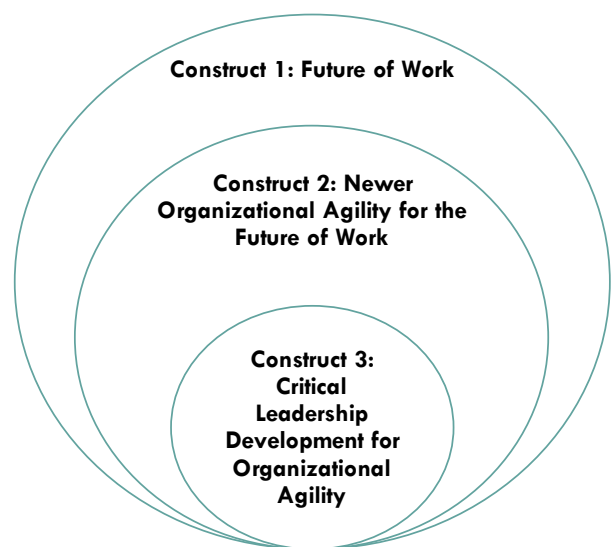 Construct 1: Future of Work
Construct 2: Newer
Organizational Agility for the
Future of Work
Construct 3:
Critical
Leadership
Development for
Organizational
Agility